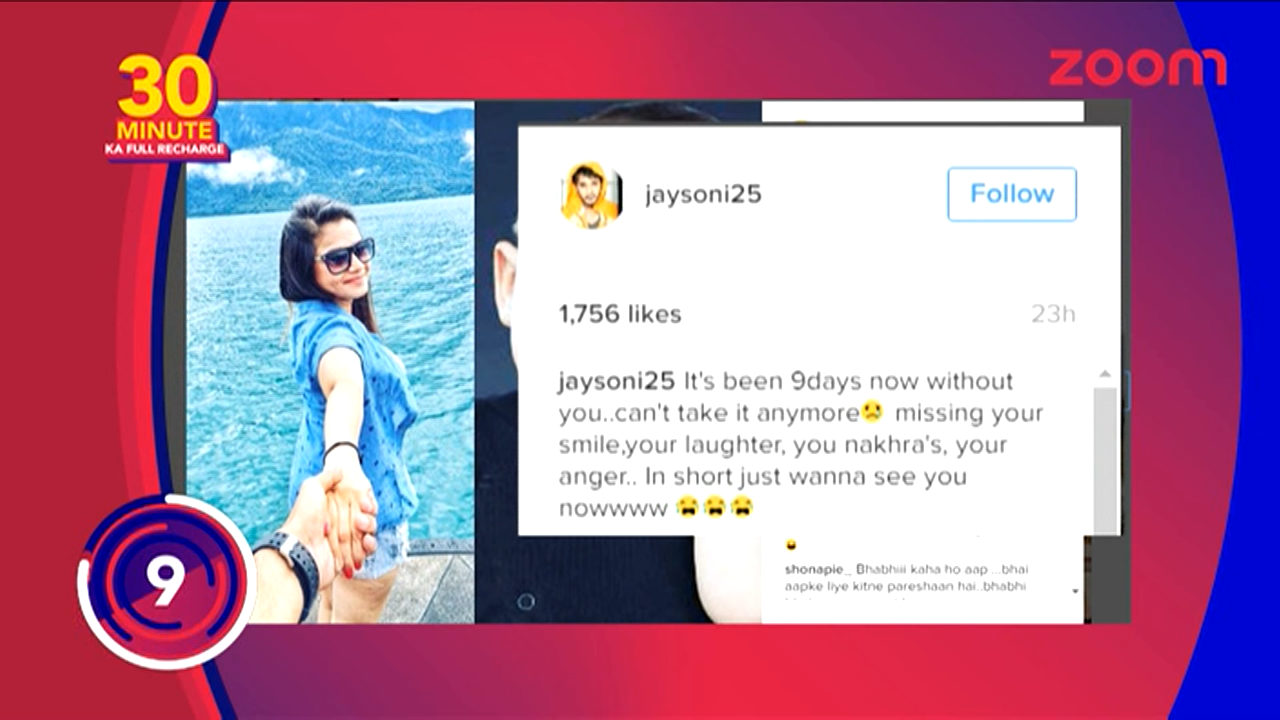 30
MINUTE
KA FULL RECHARGE
zoom
jaysoni25
Follow
1,756 likes
23h
jaysoni25 It's been 9days now without
you..can't take it anymore😢 missing your
smile,your laughter, you nakhra's, your
anger.. In short just wanna see you
nowwww 😭😭😭
shonapie_ Bhabhiii kaha ho aap ...bhai
aapke liye kitne pareshaan hai..bhabhi
9